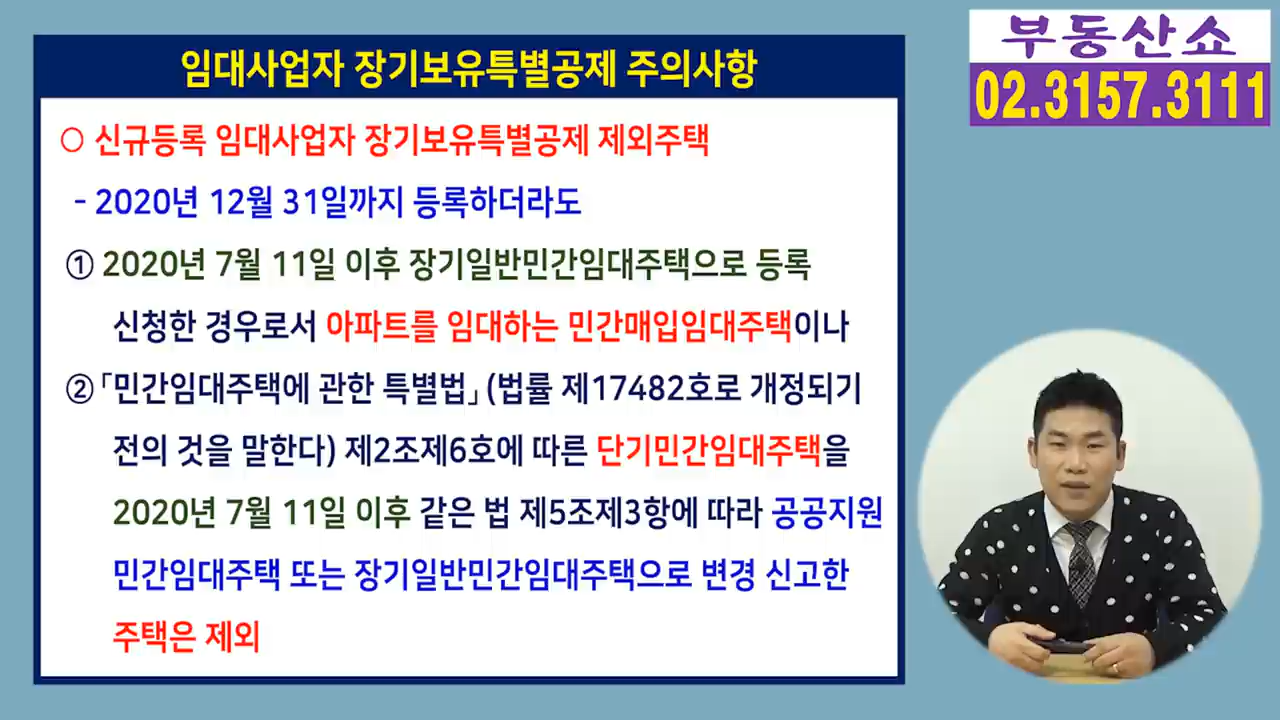 임대사업자 장기보유특별공제 주의사항
부동산쇼
02.3157.3111
○ 신규등록 임대사업자 장기보유특별공제 제외주택
- 2020년 12월 31일까지 등록하더라도
① 2020년 7월 11일 이후 장기일반민간임대주택으로 등록
신청한 경우로서 아파트를 임대하는 민간매입임대주택이나
② 「민간임대주택에 관한 특별법」 (법률 제17482호로 개정되기
전의 것을 말한다) 제2조제6호에 따른 단기민간임대주택을
2020년 7월 11일 이후 같은 법 제5조제3항에 따라 공공지원
민간임대주택 또는 장기일반민간임대주택으로 변경 신고한
주택은 제외